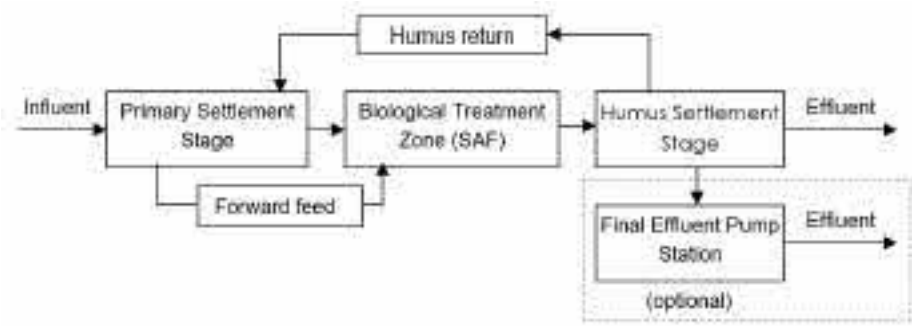 Humus return
Influent
Primary Settlement
Stage
Biological Treatment
Zone (SAF)
Humus Settlement
Stage
Effluent
Forward feed
Final Effluent Pump
Station
Effluent
(optional)